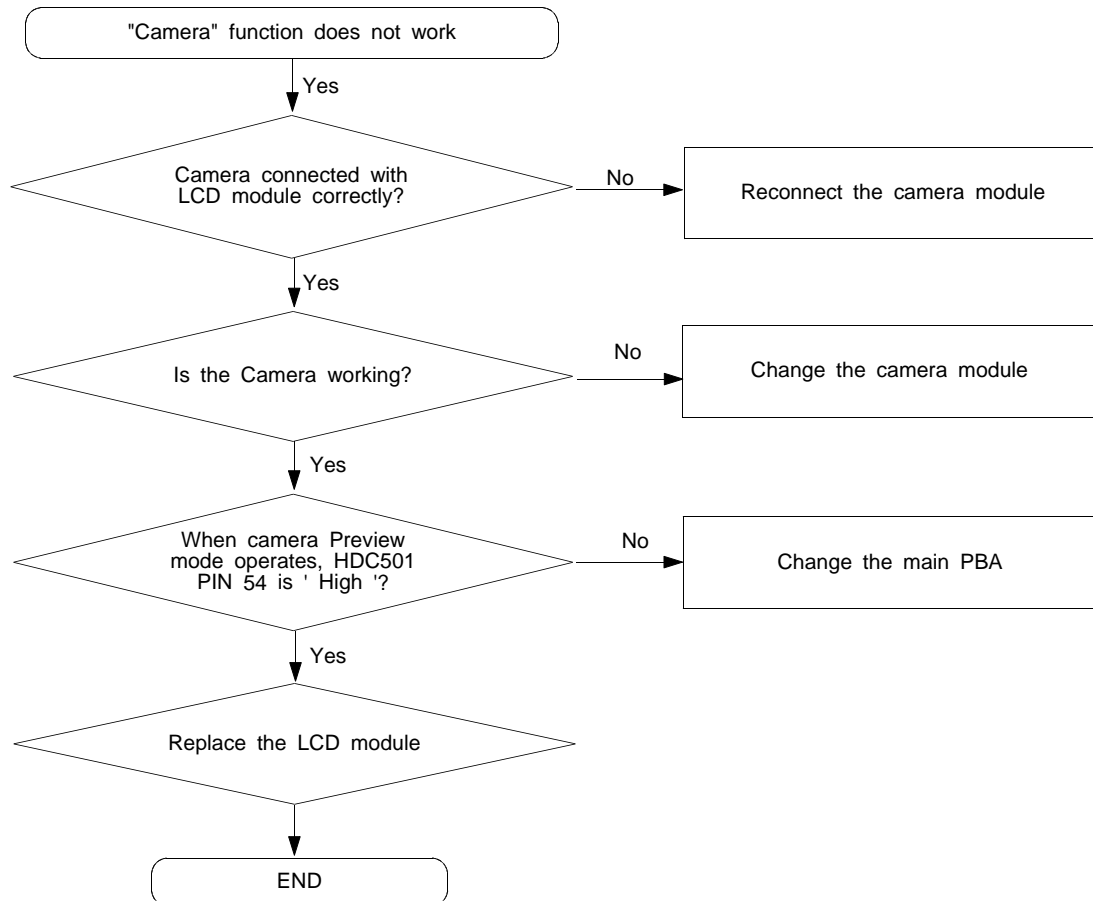 "Camera" function does not work
Yes
Camera connected with
LCD module correctly?
No
Reconnect the camera module
Yes
Is the Camera working?
No
Change the camera module
Yes
When camera Preview
mode operates, HDC501
PIN 54 is ' High '?
No
Change the main PBA
Yes
Replace the LCD module
END